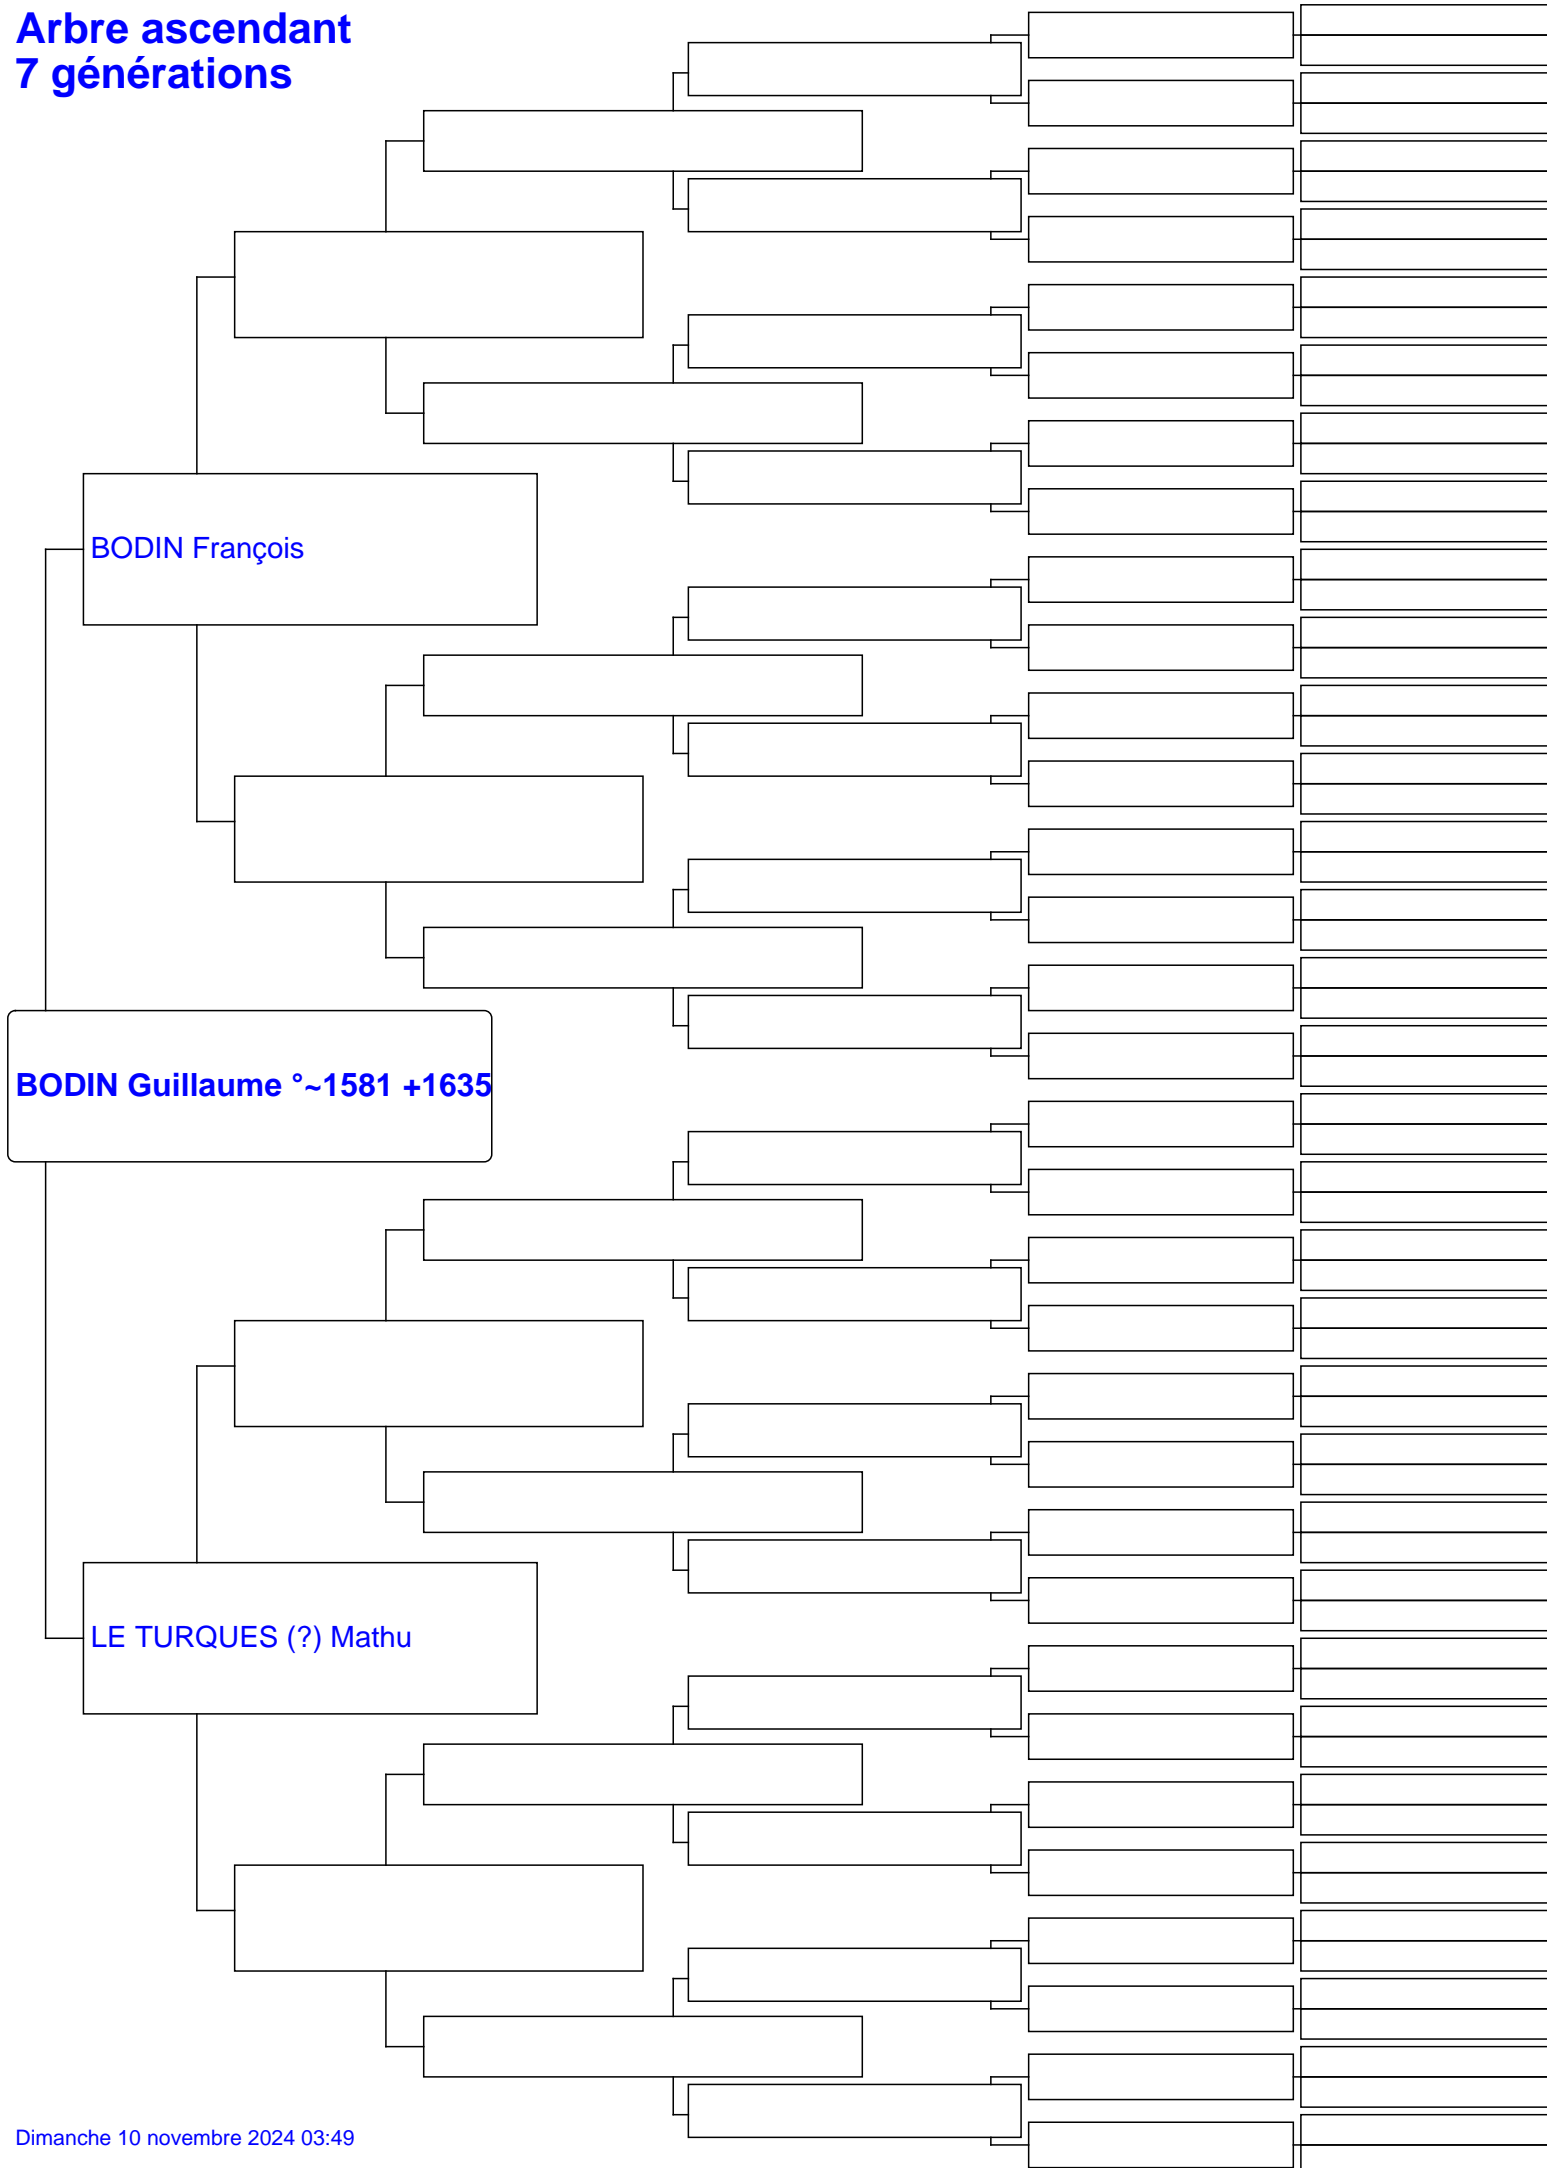 Arbre ascendant
7 générations
BODIN François
BODIN Guillaume °~1581 +1635
LE TURQUES (?) Mathu
Dimanche 10 novembre 2024 03:49